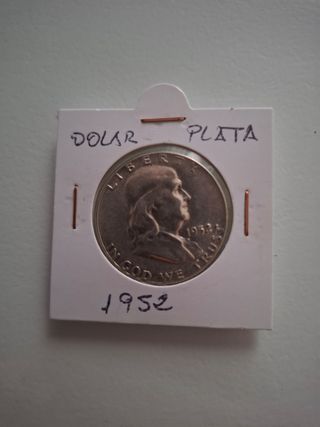 DOLAR PLATA
LIBERTY
1952
IN GOD WE TRUST
1952